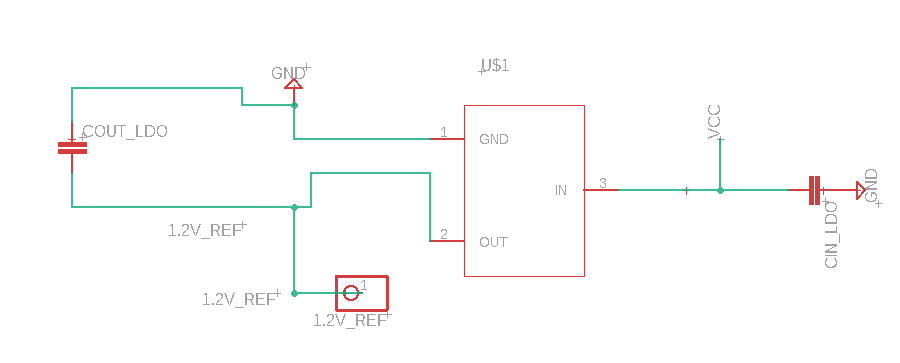 U$1
GND
VCC
COUT_LDO
1 GND
GND
IN 3
1.2V_REF
2 OUT
CIN_LDO
1
1.2V_REF
1.2V_REF